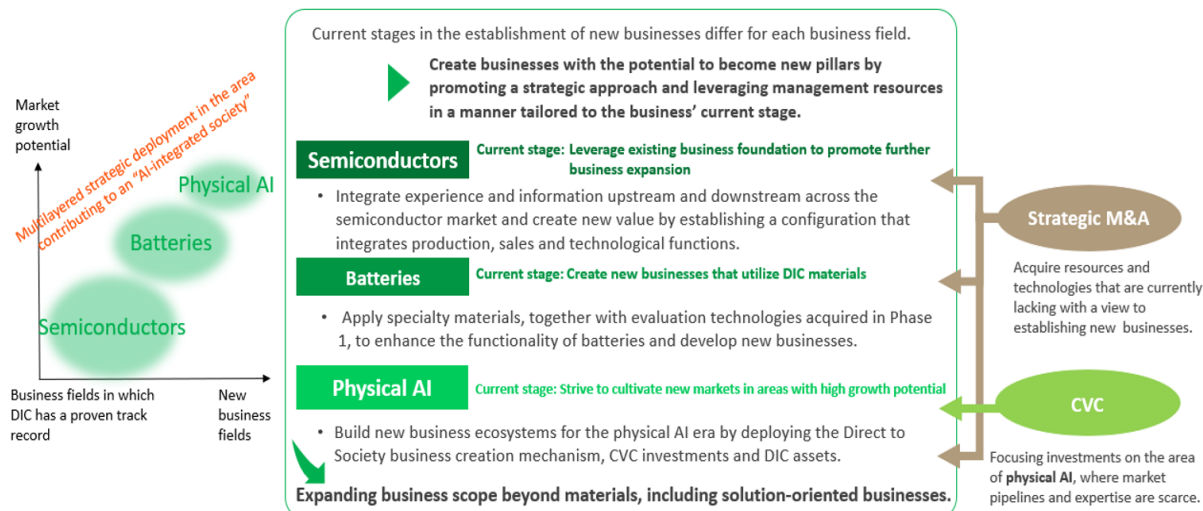 Current stages in the establishment of new businesses differ for each business field.
Create businesses with the potential to become new pillars by
promoting a strategic approach and leveraging management resources
in a manner tailored to the business' current stage.
Market
growth
potential
Multilayered strategic deployment in the area
contributing to an "AI-integrated society"
Physical AI
Batteries
Semiconductors
Business fields in which
DIC has a proven track
record
New
business
fields
Semiconductors
Current stage: Leverage existing business foundation to promote further
business expansion
• Integrate experience and information upstream and downstream across the
semiconductor market and create new value by establishing a configuration that
integrates production, sales and technological functions.
Batteries
Current stage: Create new businesses that utilize DIC materials
• Apply specialty materials, together with evaluation technologies acquired in Phase
1, to enhance the functionality of batteries and develop new businesses.
Physical AI
Current stage: Strive to cultivate new markets in areas with high growth potential
• Build new business ecosystems for the physical AI era by deploying the Direct to
Society business creation mechanism, CVC investments and DIC assets.
Expanding business scope beyond materials, including solution-oriented businesses.
Strategic M&A
Acquire resources and
technologies that are currently
lacking with a view to
establishing new businesses.
CVC
Focusing investments on the area
of physical AI, where market
pipelines and expertise are scarce.